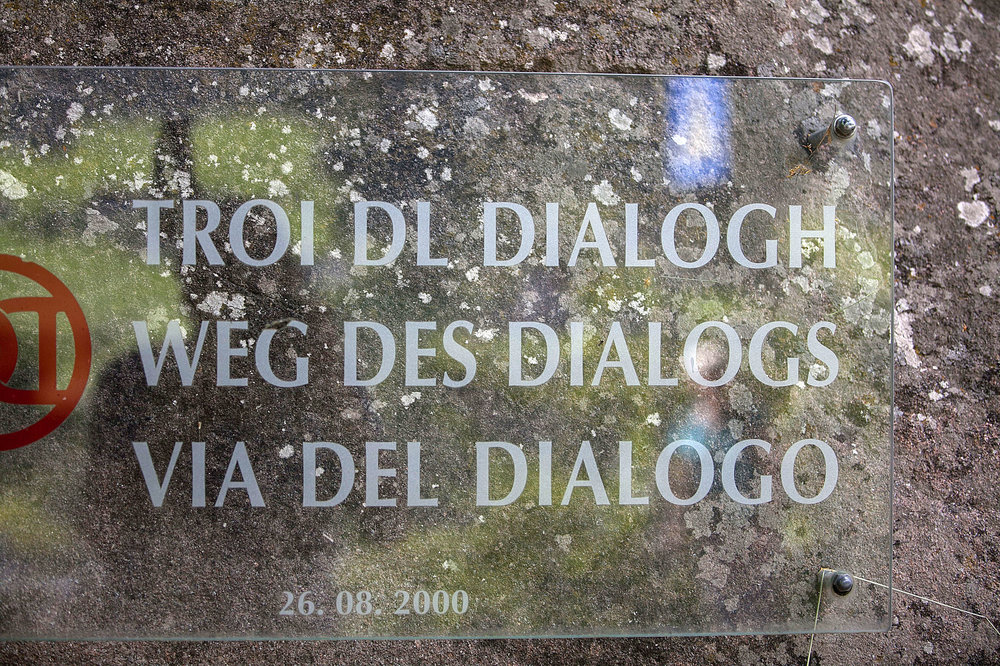 TROI DL DIALOGH
WEG DES DIALOGS
VIA DEL DIALOGO
26. 08. 2000